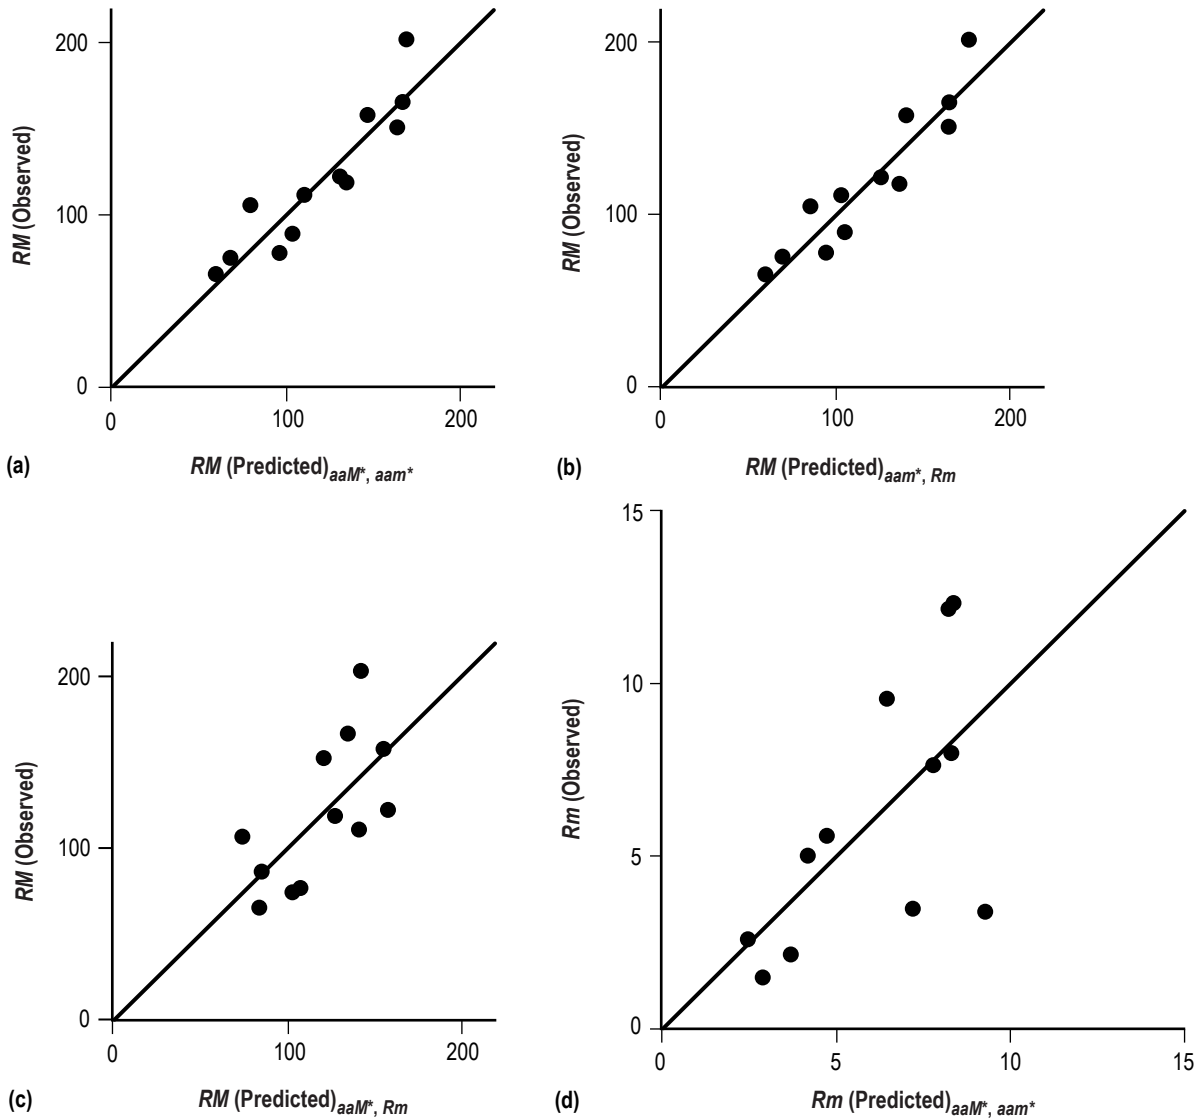 200
100
0
0
100
200
RM (Observed)
(a)
RM (Predicted)aaM*, aam*
200
100
0
0
100
200
RM (Observed)
(b)
RM (Predicted)aam*, Rm
200
100
0
0
100
200
RM (Observed)
(c)
RM (Predicted)aaM*, Rm
15
10
5
0
0
5
10
15
Rm (Observed)
(d)
Rm (Predicted)aaM*, aam*